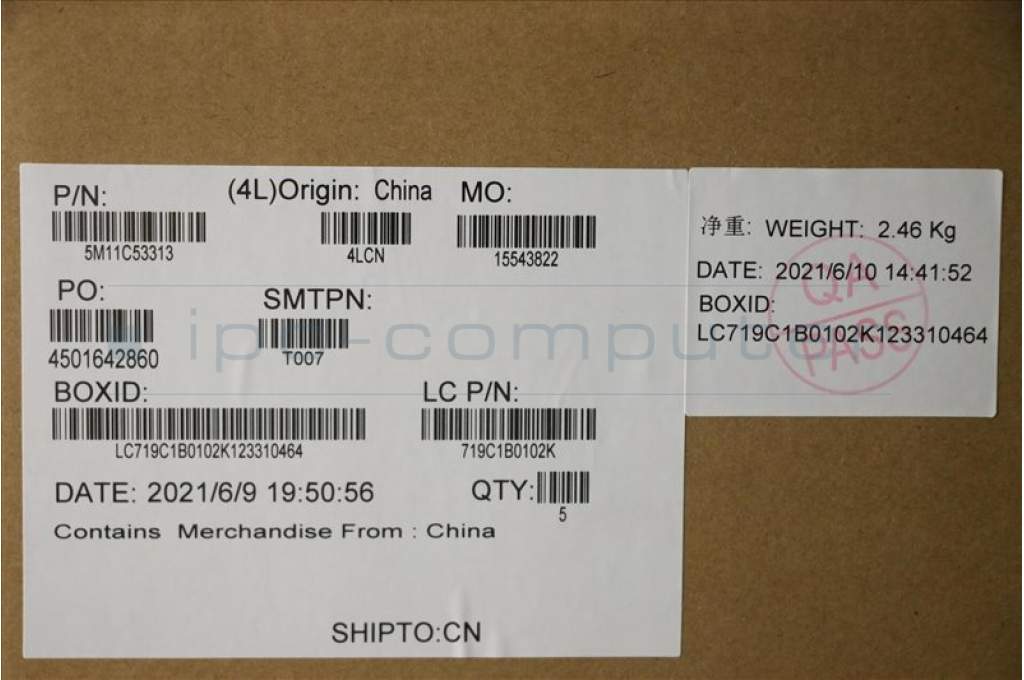 P/N: (4L)Origin: China MO:
5M11C53313 4LCN 15543822
PO: SMTPN:
4501642860 T007
BOXID: LC P/N:
LC719C1B0102K123310464 719C1B0102K
DATE: 2021/6/9 19:50:56 QTY:
5
Contains Merchandise From : China
SHIPTO:CN
净重: WEIGHT: 2.46 Kg
DATE: 2021/6/10 14:41:52
BOXID:
LC719C1B0102K123310464
QA
PASS
ipc-computer